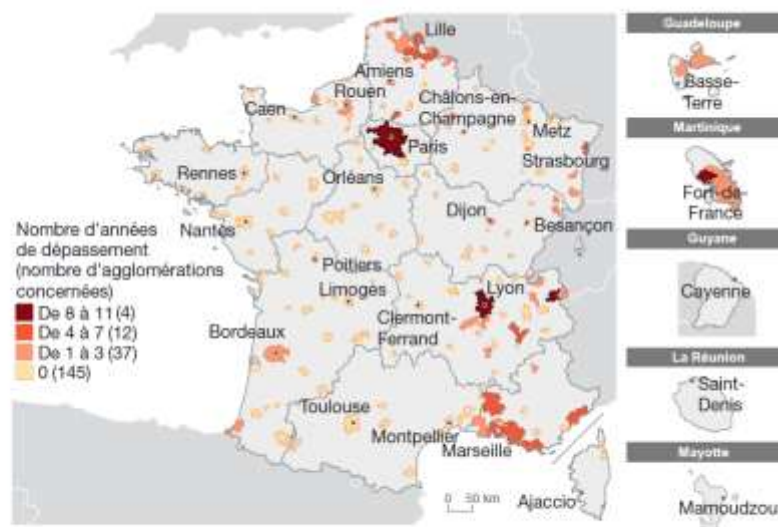 Lille
Amiens
Rouen
Caen
Châlons-en-
Champagne
Metz
Paris
Strasbourg
Rennes
Orléans
Nantes
Dijon
Besançon
Poitiers
Limoges
Lyon
Clermont-
Ferrand
Bordeaux
Toulouse
Montpellier
Marseille
Ajaccio
0 50 km
Nombre d'années
de dépassement
(nombre d'agglomérations
concernées)
De 8 à 11 (4)
De 4 à 7 (12)
De 1 à 3 (37)
0 (145)
Guadeloupe
Basse-
Terre
Martinique
Fort-de-
France
Guyane
Cayenne
La Réunion
Saint-
Denis
Mayotte
Mamoudzou